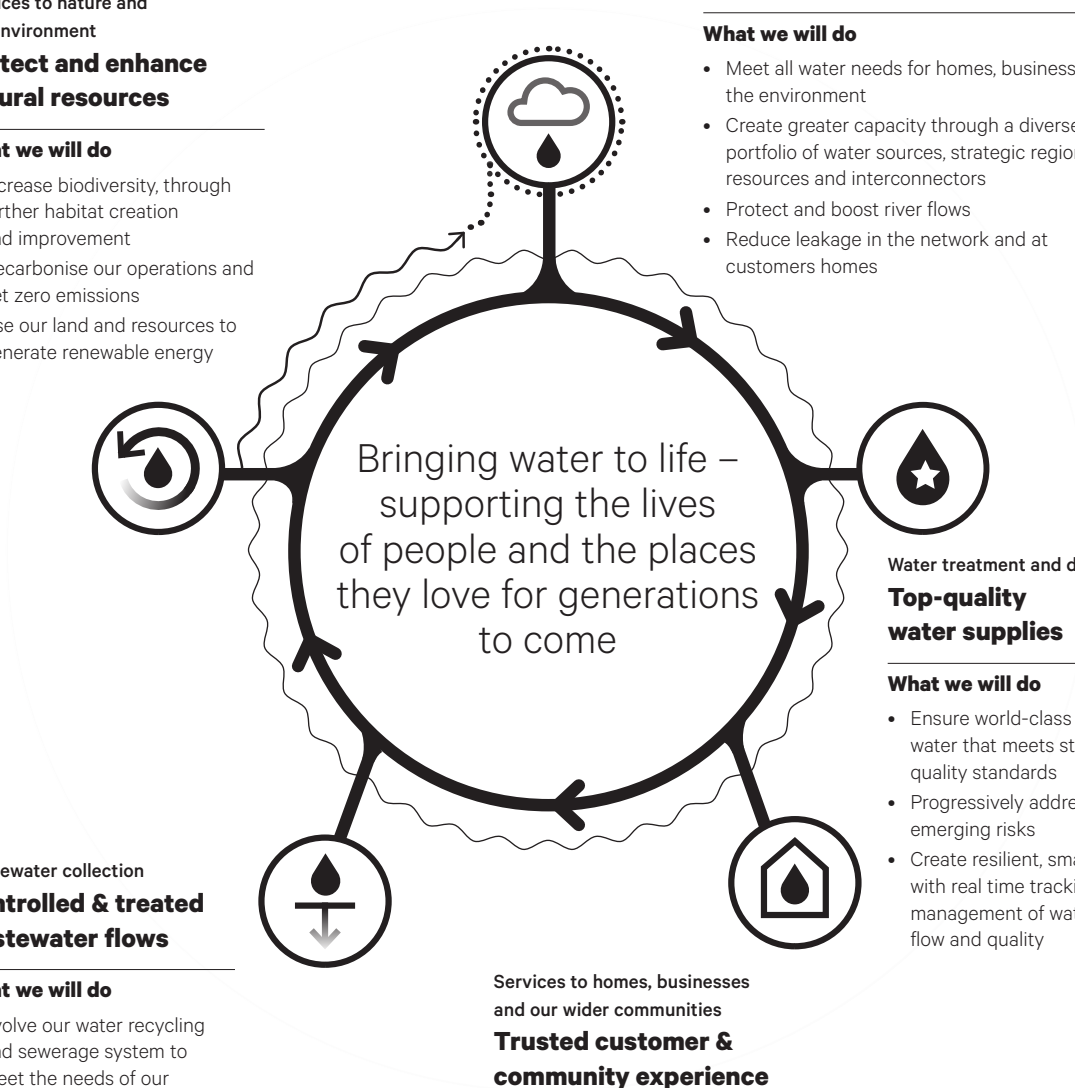 ices to nature and
nvironment
tect and enhance
ural resources
t we will do
crease biodiversity, through
rther habitat creation
d improvement
ecarbonise our operations and
et zero emissions
se our land and resources to
enerate renewable energy
What we will do
• Meet all water needs for homes, business
the environment
• Create greater capacity through a diverse
portfolio of water sources, strategic region
resources and interconnectors
• Protect and boost river flows
• Reduce leakage in the network and at
customers homes
Bringing water to life –
supporting the lives
of people and the places
they love for generations
to come
Water treatment and d
Top-quality
water supplies
What we will do
• Ensure world-class
water that meets st
quality standards
• Progressively addre
emerging risks
• Create resilient, sma
with real time tracki
management of wat
flow and quality
Services to homes, businesses
and our wider communities
Trusted customer &
community experience
ewater collection
ntrolled & treated
stewater flows
t we will do
volve our water recycling
d sewerage system to
eet the needs of our